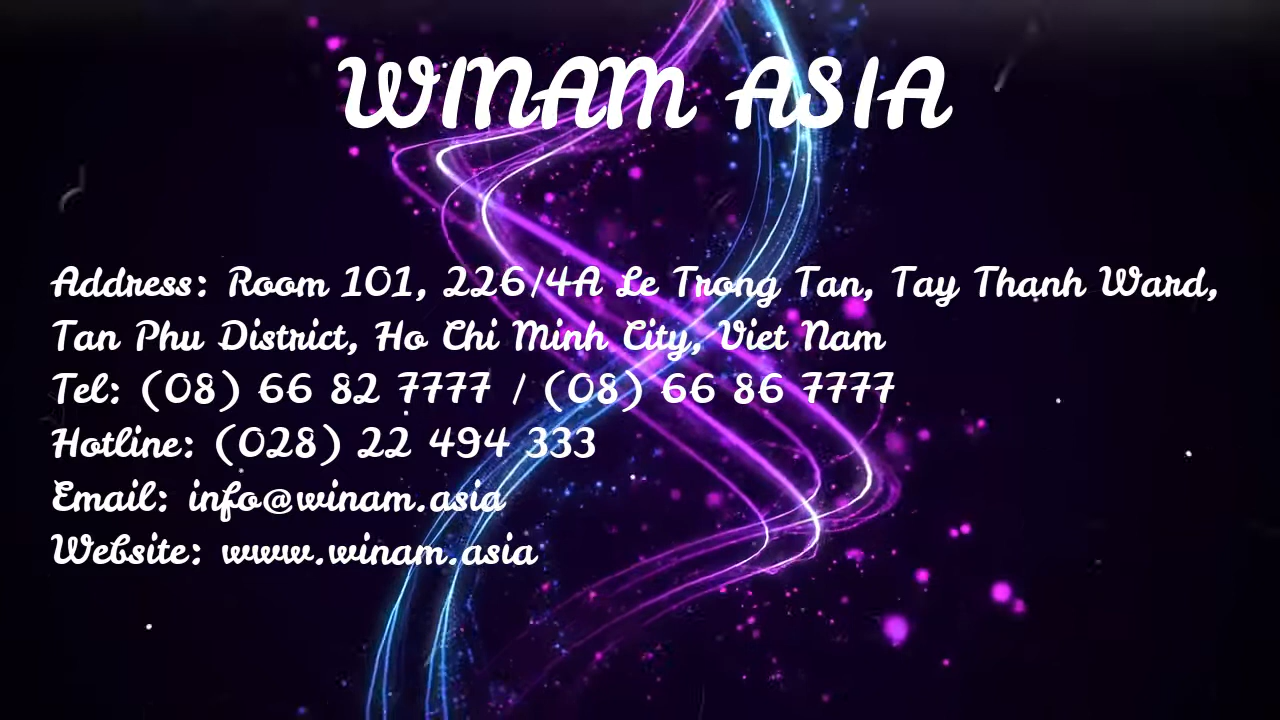 WINAM ASIA
Address: Room 101, 226/4A Le Trong Tan, Tay Thanh Ward,
Tan Phu District, Ho Chi Minh City, Viet Nam
Tel: (08) 66 82 7777 / (08) 66 86 7777
Hotline: (028) 22 494 333
Email: info@winam.asia
Website: www.winam.asia